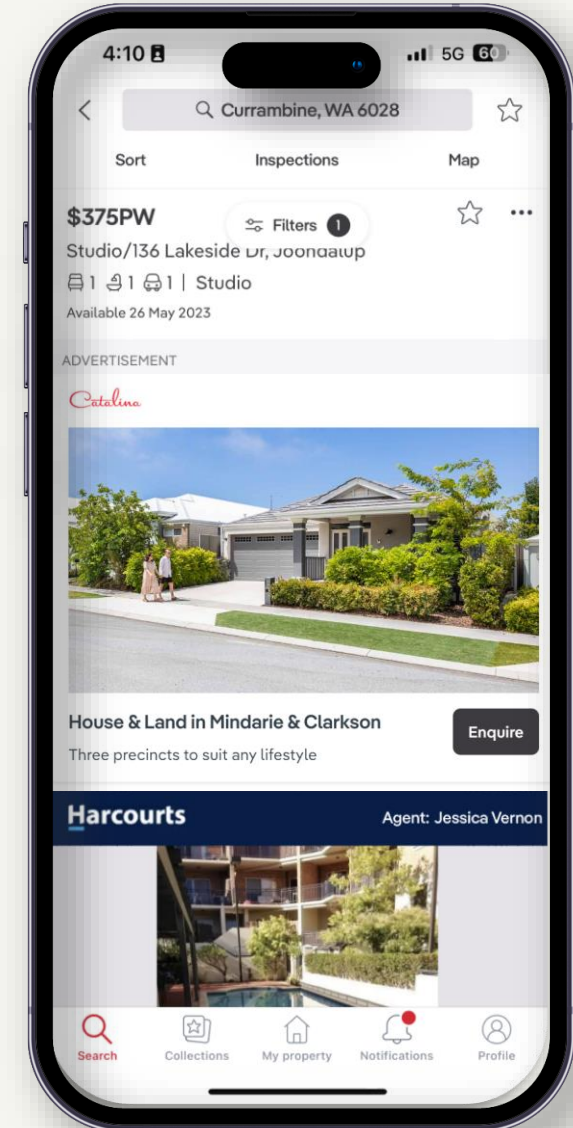 4:10 5G 60
Currambine, WA 6028
Sort Inspections Map
$375PW Filters 1
Studio/136 Lakeside Dr, Joondalup
1 1 1 | Studio
Available 26 May 2023
ADVERTISEMENT
Catalina
House & Land in Mindarie & Clarkson
Three precincts to suit any lifestyle
Enquire
Harcourts Agent: Jessica Vernon
Search Collections My property Notifications Profile